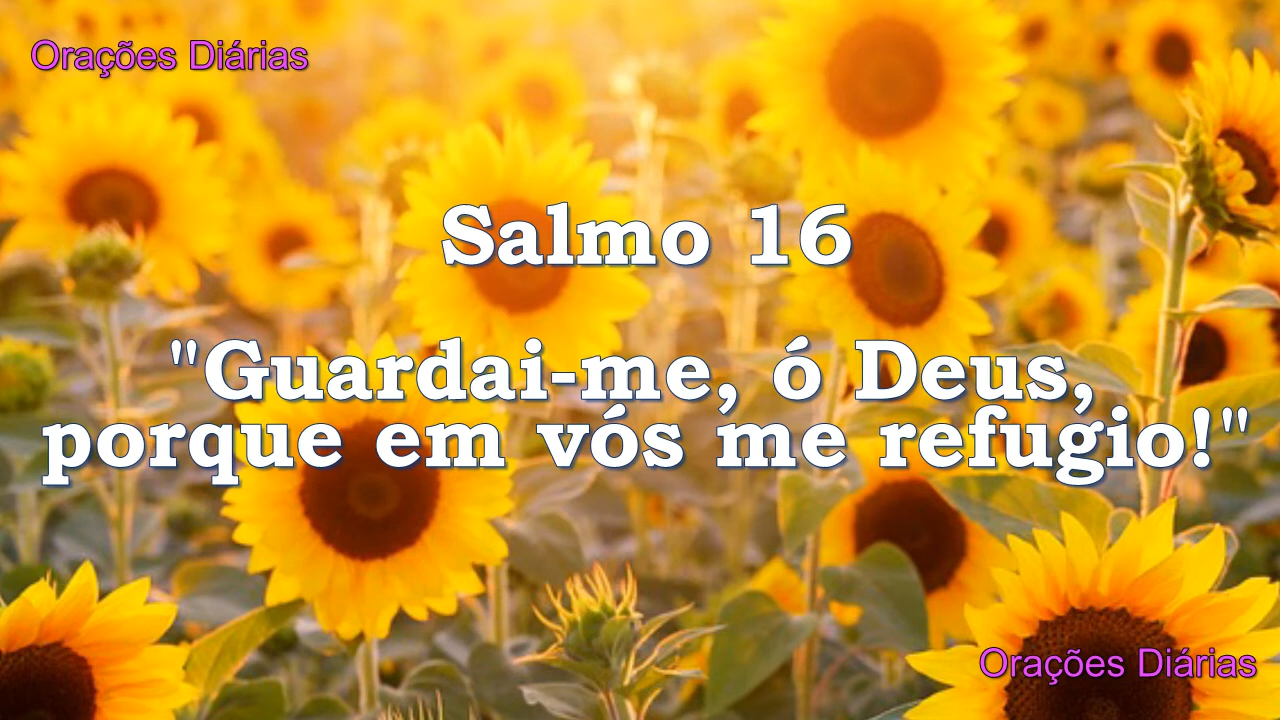 Orações Diárias
Salmo 16
"Guardai-me, ó Deus,
porque em vós me refugio!"
Orações Diárias